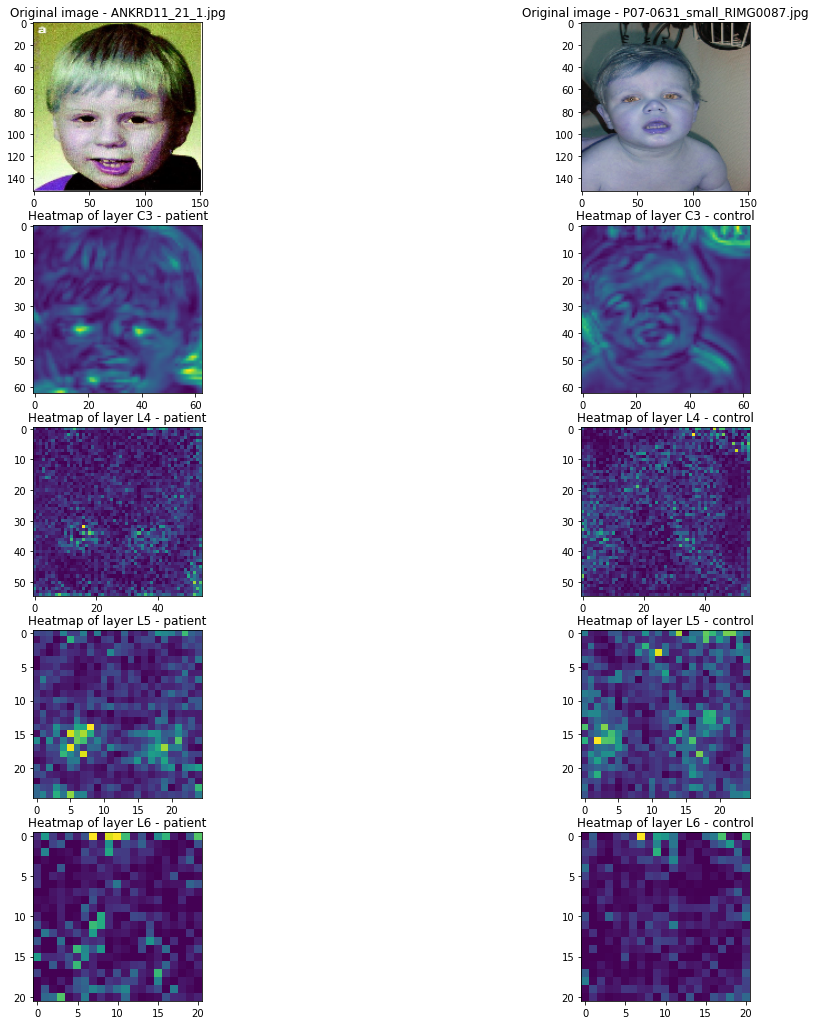 Original image - ANKRD11_21_1.jpg
Original image - P07-0631_small_RIMG0087.jpg
a
0
20
40
60
80
100
120
140
0 50 100 150
0
20
40
60
80
100
120
140
0 50 100 150
Heatmap of layer C3 - patient
Heatmap of layer C3 - control
0
10
20
30
40
50
60
0 20 40 60
0
10
20
30
40
50
60
0 20 40 60
Heatmap of layer L4 - patient
Heatmap of layer L4 - control
0
10
20
30
40
50
0 20 40
0
10
20
30
40
50
0 20 40
Heatmap of layer L5 - patient
Heatmap of layer L5 - control
0
5
10
15
20
0 5 10 15 20
0
5
10
15
20
0 5 10 15 20
Heatmap of layer L6 - patient
Heatmap of layer L6 - control
0
5
10
15
20
0 5 10 15 20
0
5
10
15
20
0 5 10 15 20